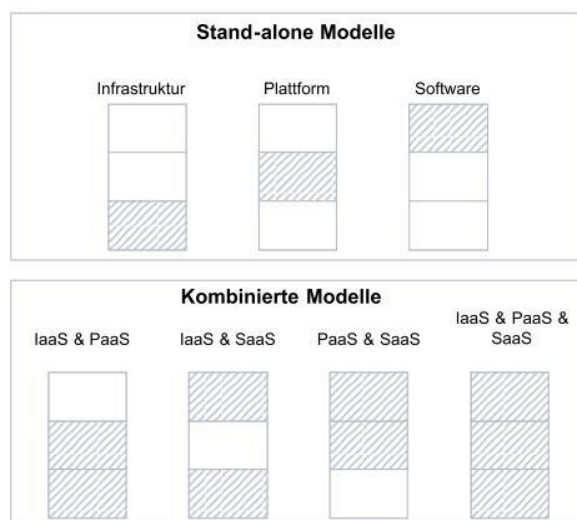 Stand-alone Modelle
Infrastruktur Plattform Software
Kombinierte Modelle
IaaS & PaaS IaaS & SaaS PaaS & SaaS IaaS & PaaS &
SaaS